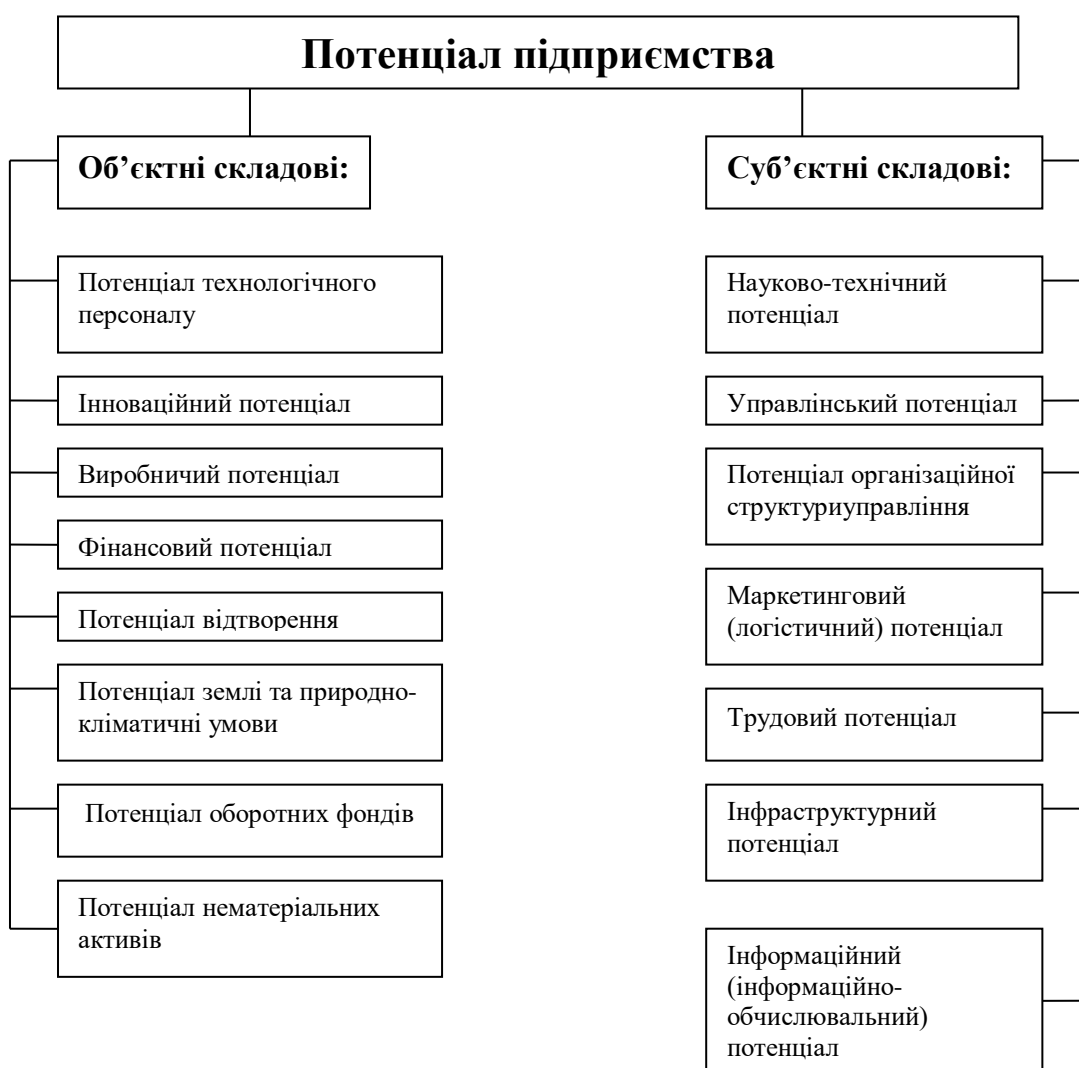 Потенціал підприємства
Об’єктні складові:
Потенціал технологічного
персоналу
Інноваційний потенціал
Виробничий потенціал
Фінансовий потенціал
Потенціал відтворення
Потенціал землі та природно-
кліматичні умови
Потенціал оборотних фондів
Потенціал нематеріальних
активів
Суб’єктні складові:
Науково-технічний
потенціал
Управлінський потенціал
Потенціал організаційної
структуриуправління
Маркетинговий
(логістичний) потенціал
Трудовий потенціал
Інфраструктурний
потенціал
Інформаційний
(інформаційно-
обчислювальний)
потенціал